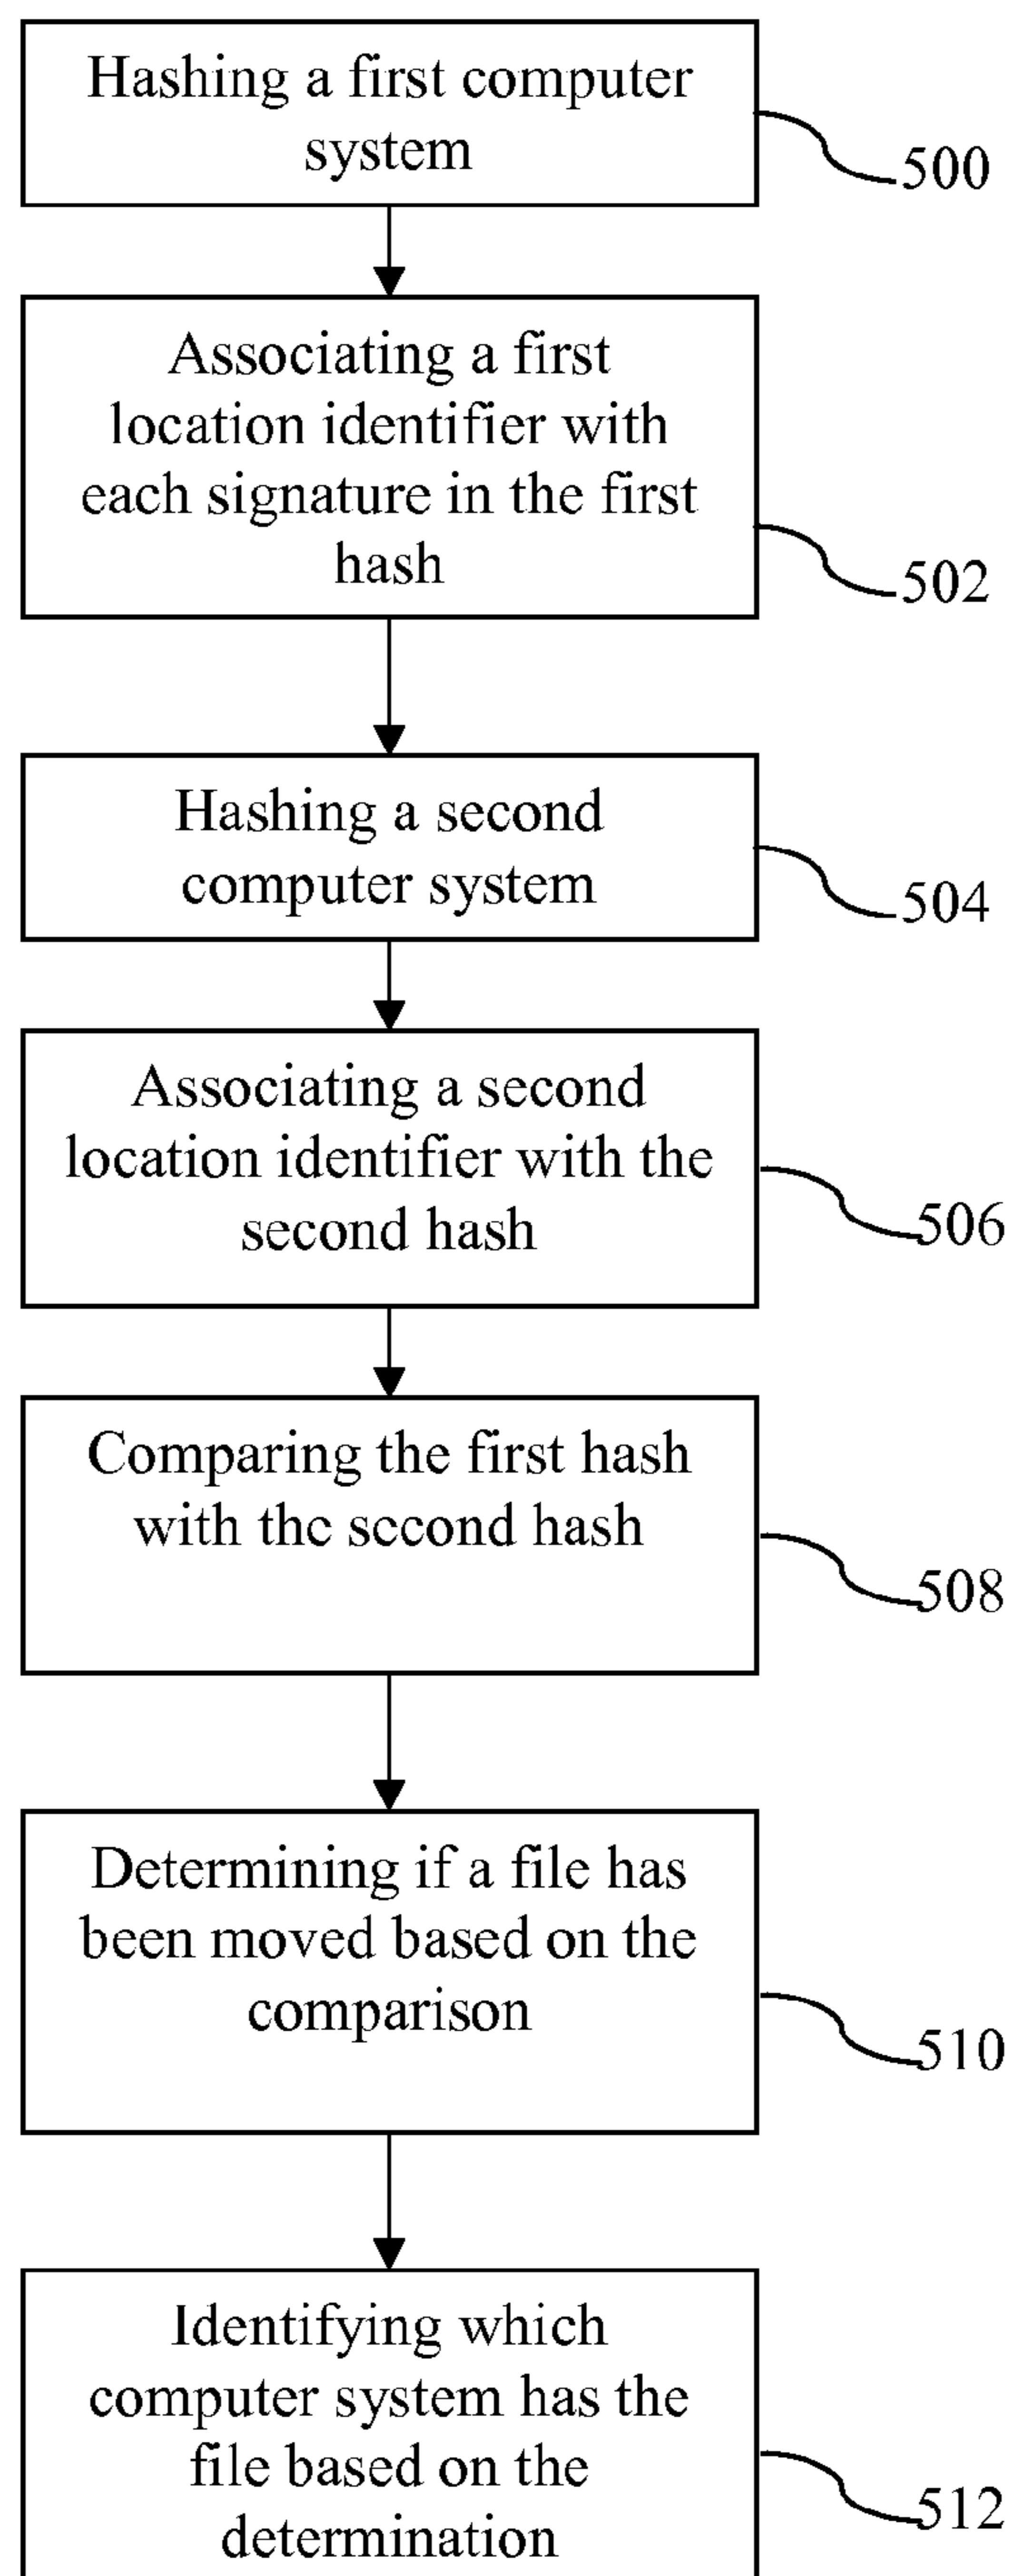 Hashing a first computer
system
500
Associating a first
location identifier with
each signature in the first
hash
502
Hashing a second
computer system
504
Associating a second
location identifier with the
second hash
506
Comparing the first hash
with the second hash
508
Determining if a file has
been moved based on the
comparison
510
Identifying which
computer system has the
file based on the
determination
512